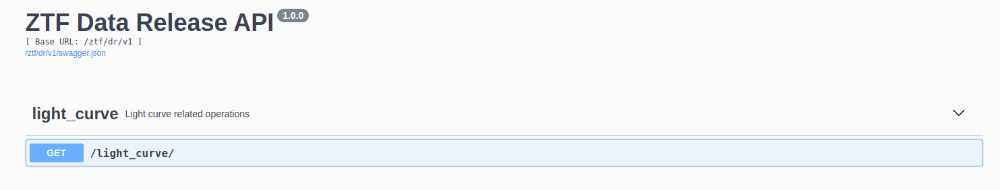 ZTF Data Release API 1.0.0
[ Base URL: /ztf/dr/v1 ]
/ztf/dr/v1/swagger.json
light_curve Light curve related operations
GET /light_curve/